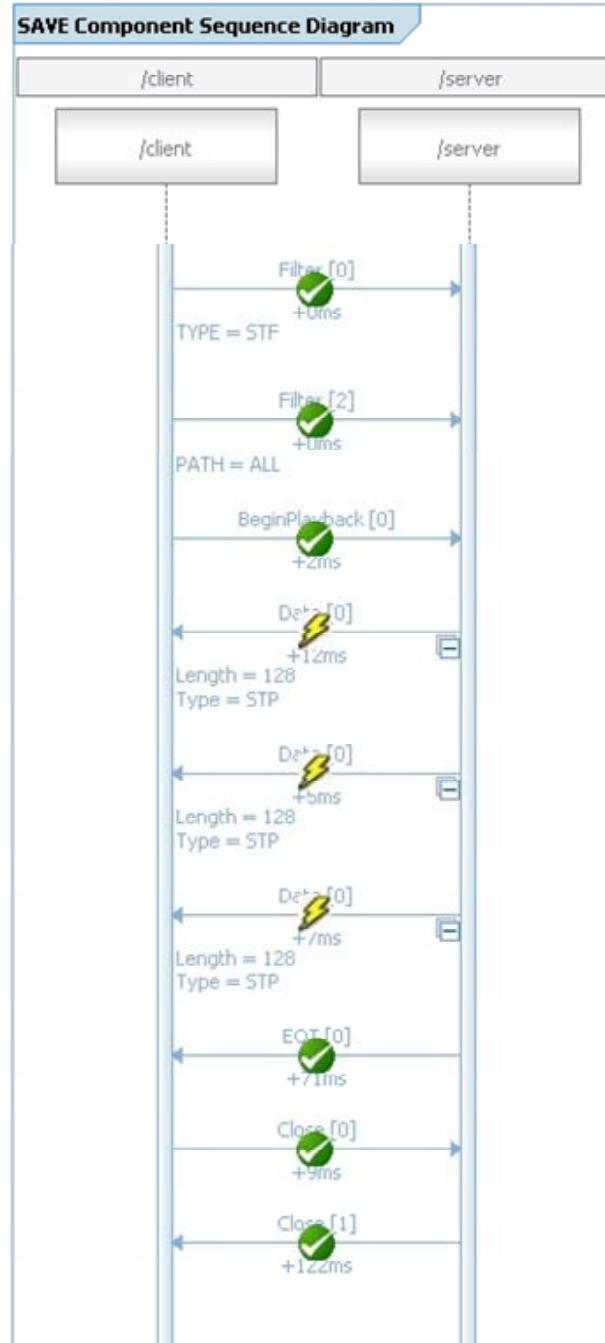 SAVE Component Sequence Diagram
/client /server
/client /server
Filter [0]
+0ms
TYPE = STF
Filter [2]
+0ms
PATH = ALL
BeginPlayback [0]
+2ms
Data [0]
+12ms
Length = 128
Type = STP
Data [0]
+5ms
Length = 128
Type = STP
Data [0]
+7ms
Length = 128
Type = STP
EOT [0]
+71ms
Close [0]
+9ms
Close [1]
+122ms